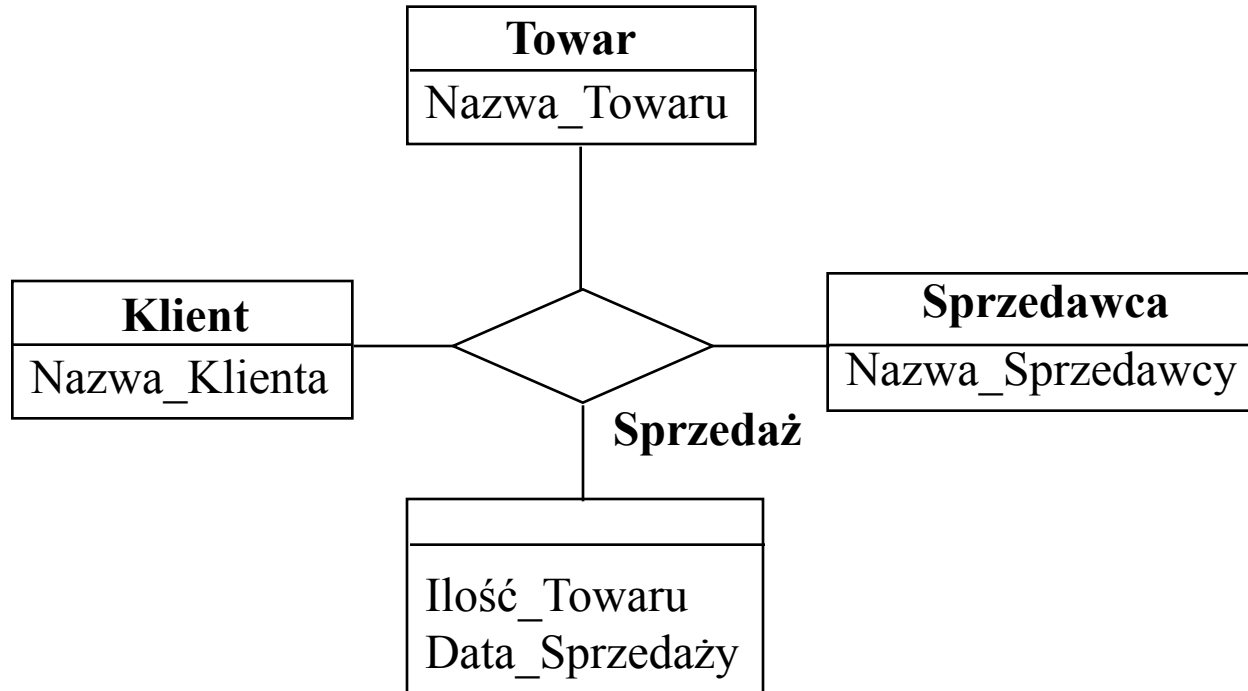 Towar
Nazwa_Towaru
Klient
Nazwa_Klienta
Sprzedawca
Nazwa_Sprzedawcy
Sprzedaż
Ilość_Towaru
Data_Sprzedaży